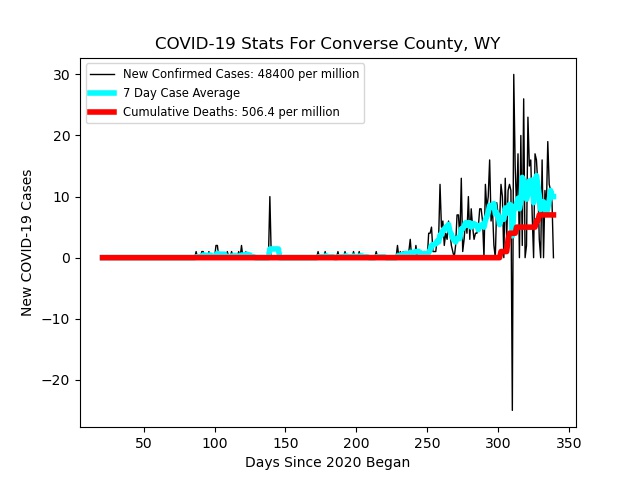 COVID-19 Stats For Converse County, WY
New Confirmed Cases: 48400 per million
7 Day Case Average
Cumulative Deaths: 506.4 per million
New COVID-19 Cases
30
20
10
0
−10
−20
50
100
150
200
250
300
350
Days Since 2020 Began